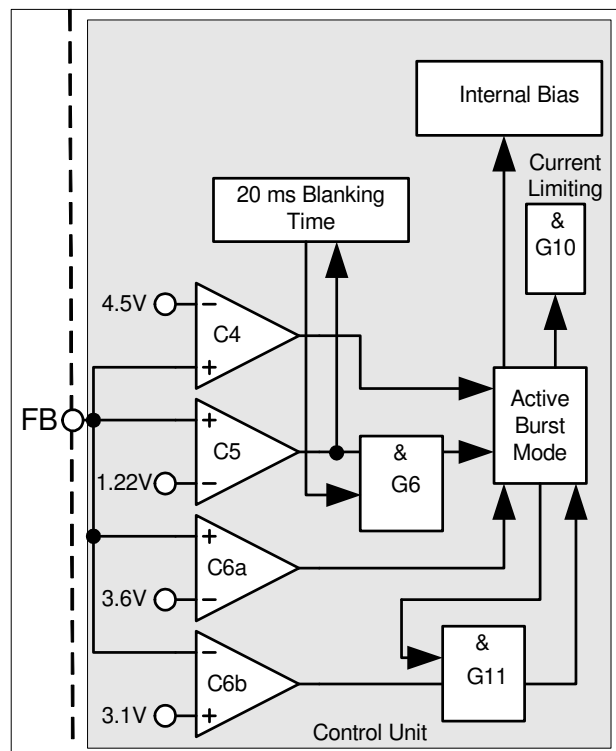 Internal Bias
Current
Limiting
20 ms Blanking
Time
&
G10
4.5V
−
C4
+
FB
+
C5
−
1.22V
&
G6
Active
Burst
Mode
+
C6a
−
3.6V
−
C6b
+
3.1V
&
G11
Control Unit